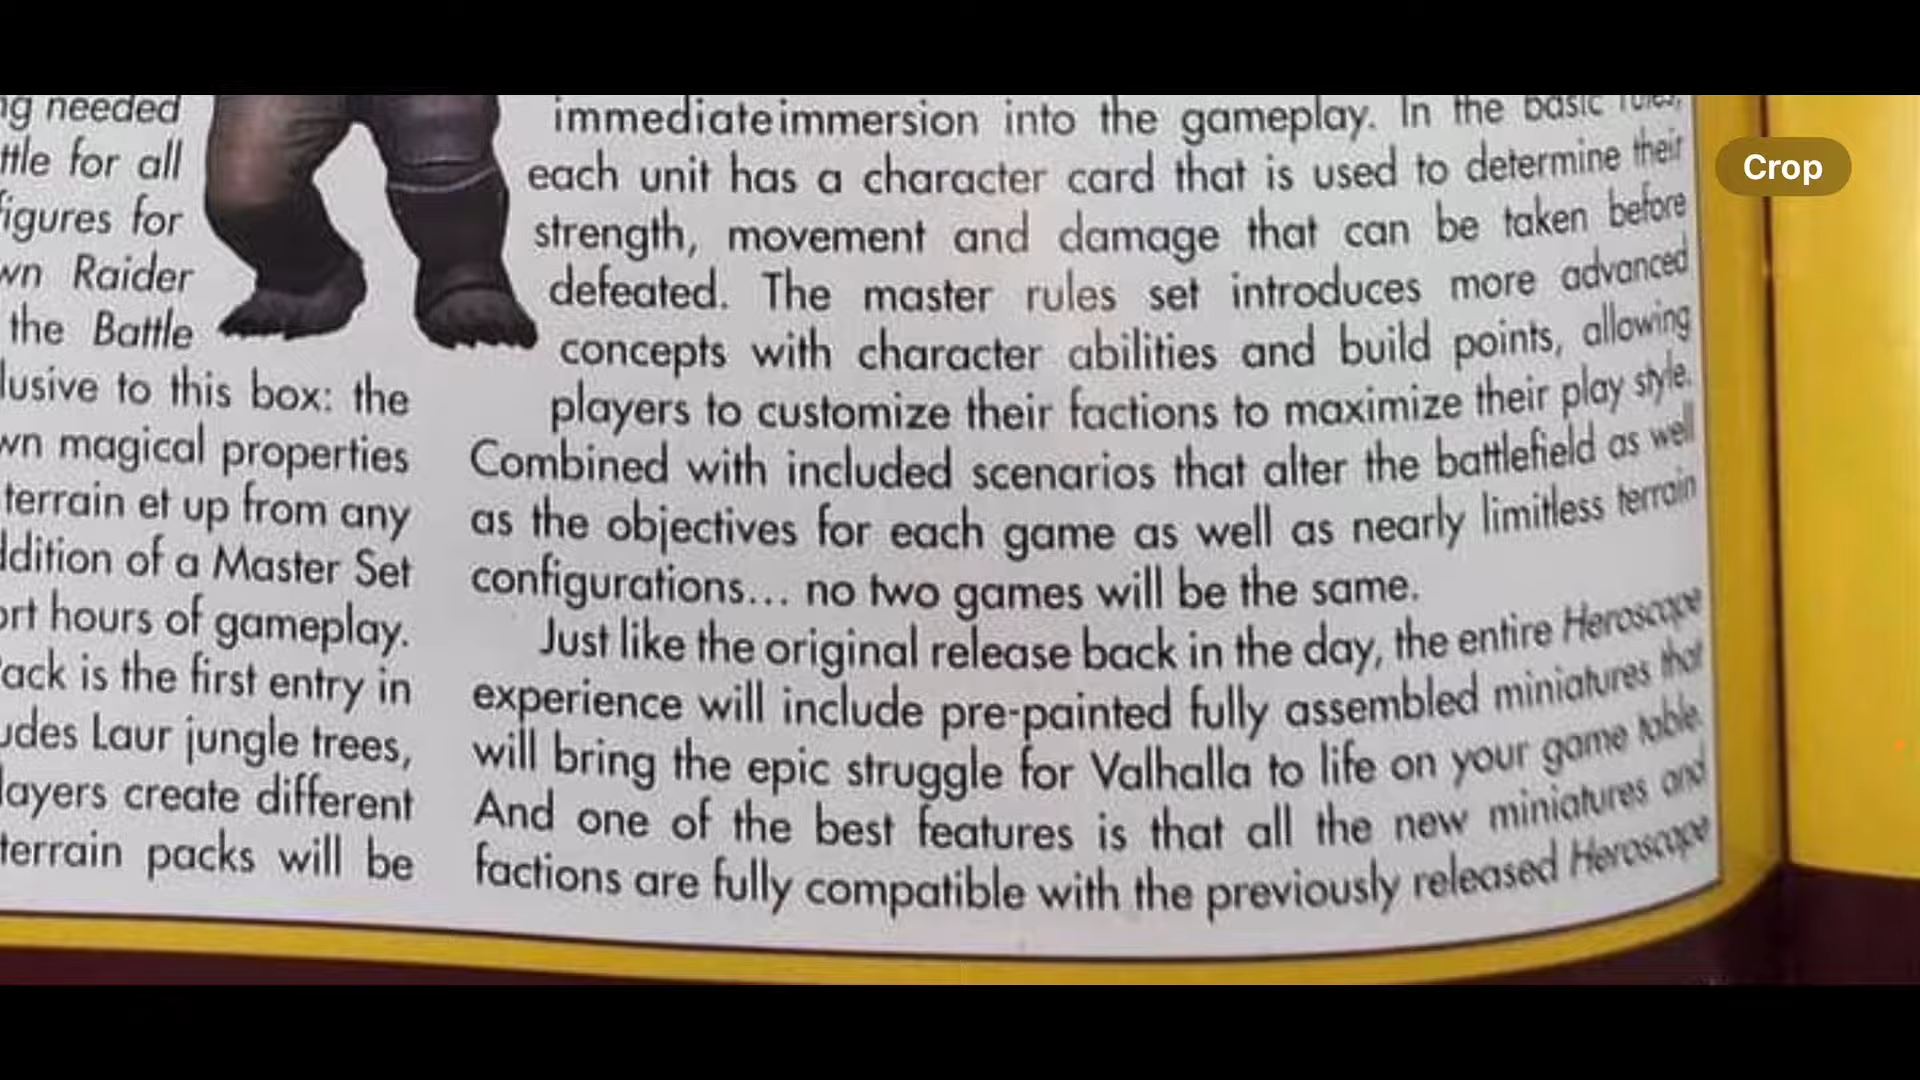 ng needed
ttle for all
figures for
wn Raider
the Battle
lusive to this box: the
wn magical properties
terrain et up from any
ddition of a Master Set
ort hours of gameplay.
Pack is the first entry in
udes Laur jungle trees,
layers create different
terrain packs will be
immediate immersion into the gameplay. In the basic rules,
each unit has a character card that is used to determine their
strength, movement and damage that can be taken before
defeated. The master rules set introduces more advanced
concepts with character abilities and build points, allowing
players to customize their factions to maximize their play style.
Combined with included scenarios that alter the battlefield as well
as the objectives for each game as well as nearly limitless terrain
configurations... no two games will be the same.
Just like the original release back in the day, the entire Heroscape
experience will include pre-painted fully assembled miniatures that
will bring the epic struggle for Valhalla to life on your game table.
And one of the best features is that all the new miniatures and
factions are fully compatible with the previously released Heroscape
Crop